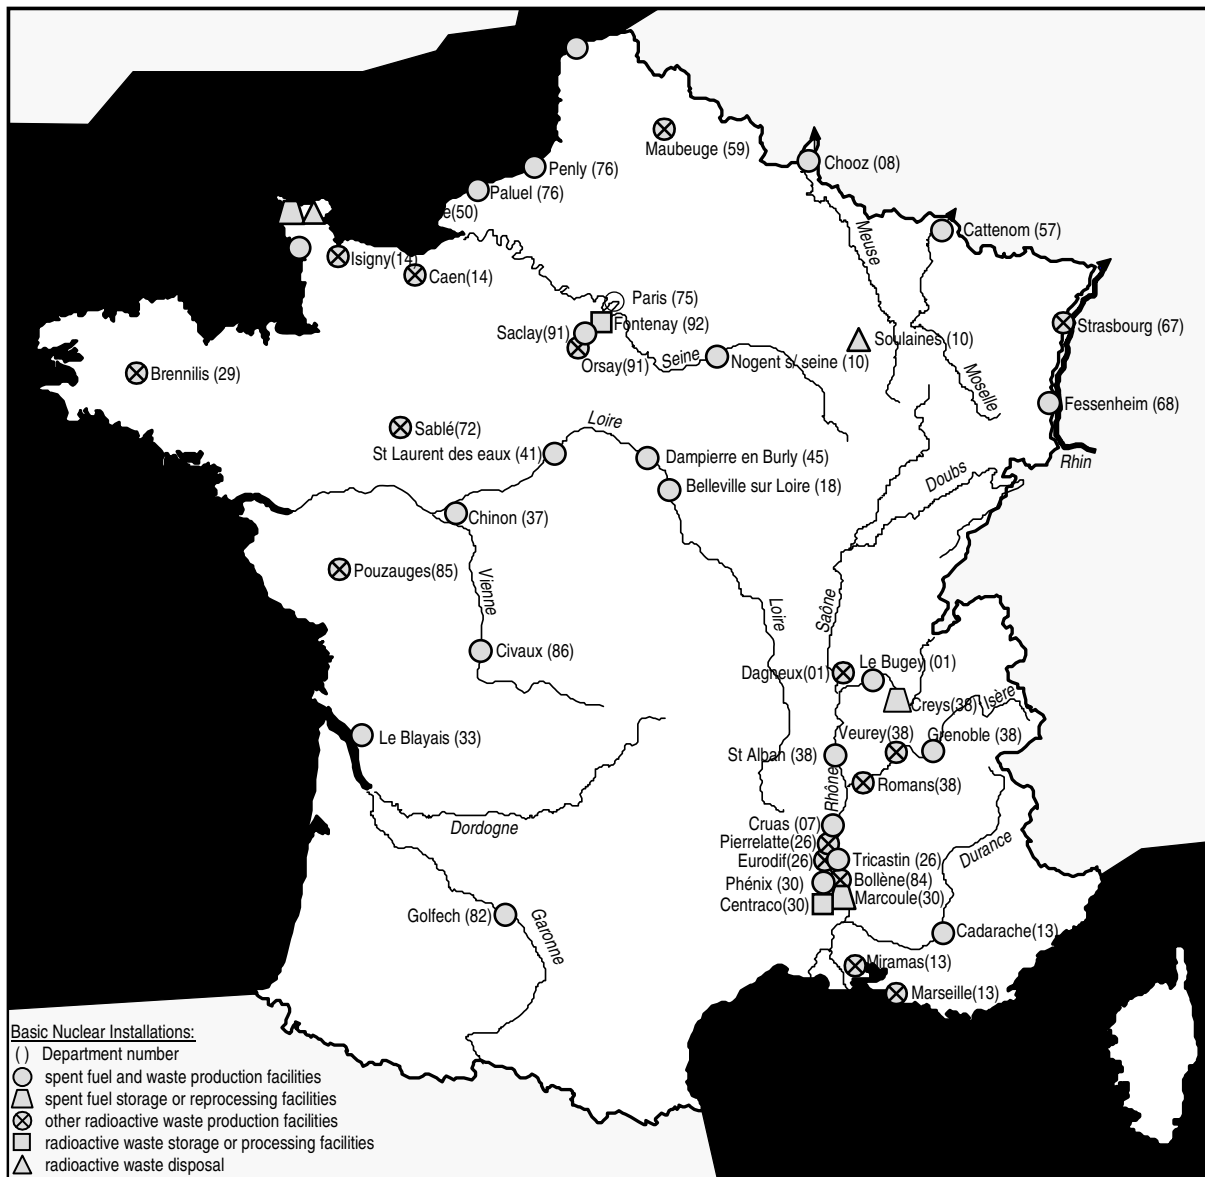 Maubeuge (59)
Chooz (08)
Penly (76)
Paluel (76)
e(50)
Meuse
Cattenom (57)
Isigny(14)
Caen(14)
Paris (75)
Fontenay (92)
Saclay(91)
Orsay(91)
Seine
Nogent s/ seine (10)
Soulaines (10)
Strasbourg (67)
Moselle
Brennilis (29)
Fessenheim (68)
Sablé(72)
Loire
St Laurent des eaux (41)
Dampierre en Burly (45)
Rhin
Doubs
Belleville sur Loire (18)
Chinon (37)
Pouzauges(85)
Vienne
Loire
Saône
Civaux (86)
Le Bugey (01)
Dagneux(01)
Creys(38)
Isère
Le Blayais (33)
Veurey(38)
Grenoble (38)
St Alban (38)
Rhône
Romans(38)
Dordogne
Cruas (07)
Pierrelatte(26)
Durance
Eurodif(26)
Tricastin (26)
Phénix (30)
Bollène(84)
Centraco(30)
Marcoule(30)
Golfech (82)
Garonne
Cadarache(13)
Miramas(13)
Marseille(13)
Basic Nuclear Installations:
( ) Department number
spent fuel and waste production facilities
spent fuel storage or reprocessing facilities
other radioactive waste production facilities
radioactive waste storage or processing facilities
radioactive waste disposal